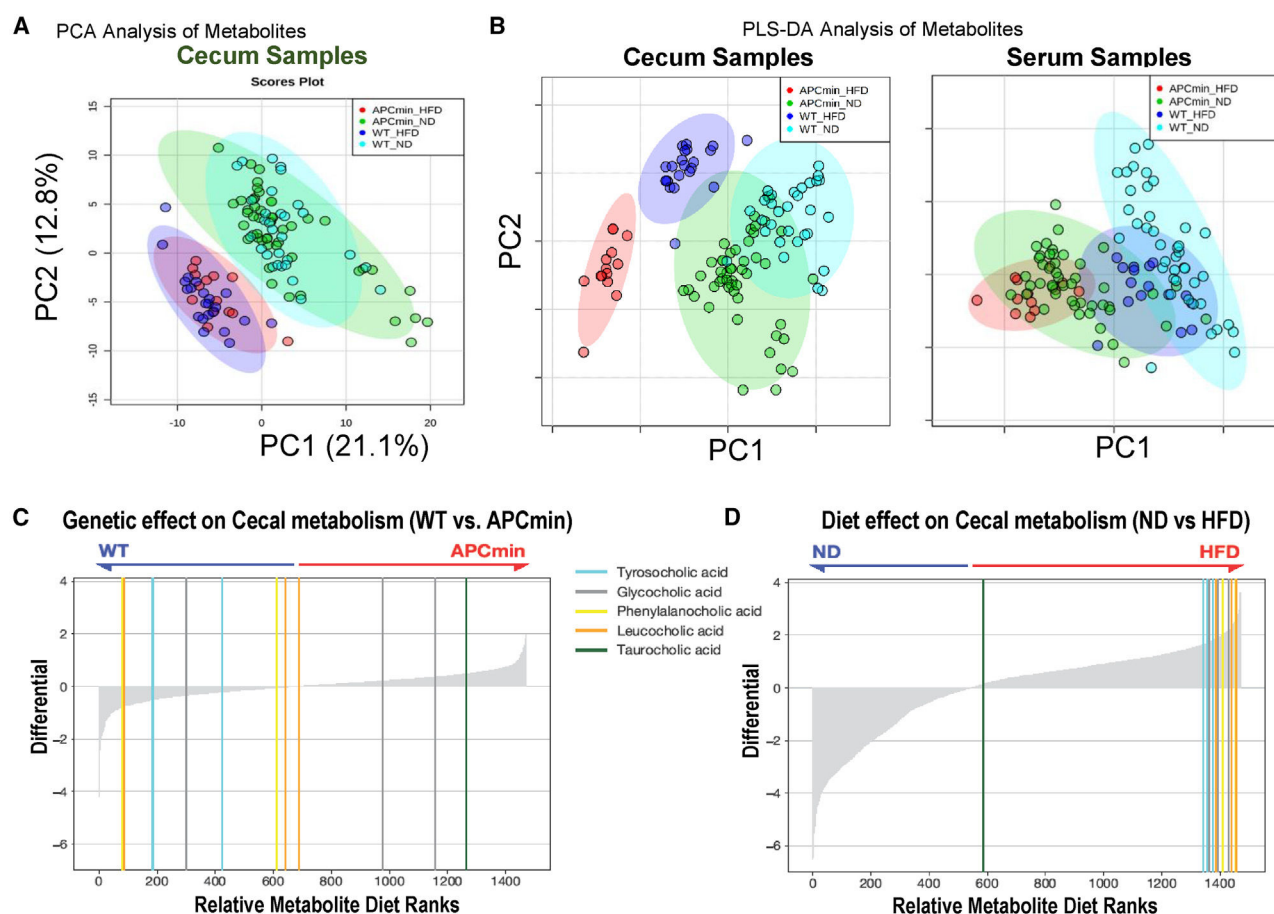 A PCA Analysis of Metabolites
Cecum Samples
Scores Plot
APCmin_HFD
APCmin_ND
WT_HFD
WT_ND
15
10
5
0
-5
-10
-15
PC2 (12.8%)
-10 0 10 20
PC1 (21.1%)
B PLS-DA Analysis of Metabolites
Cecum Samples
APCmin_HFD
APCmin_ND
WT_HFD
WT_ND
PC2
PC1
Serum Samples
APCmin_HFD
APCmin_ND
WT_HFD
WT_ND
PC1
C Genetic effect on Cecal metabolism (WT vs. APCmin)
WT APCmin
4
2
0
−2
−4
−6
Differential
0 200 400 600 800 1000 1200 1400
Relative Metabolite Diet Ranks
Tyrosocholic acid
Glycocholic acid
Phenylalanocholic acid
Leucocholic acid
Taurocholic acid
D Diet effect on Cecal metabolism (ND vs HFD)
ND HFD
4
2
0
−2
−4
−6
Differential
0 200 400 600 800 1000 1200 1400
Relative Metabolite Diet Ranks